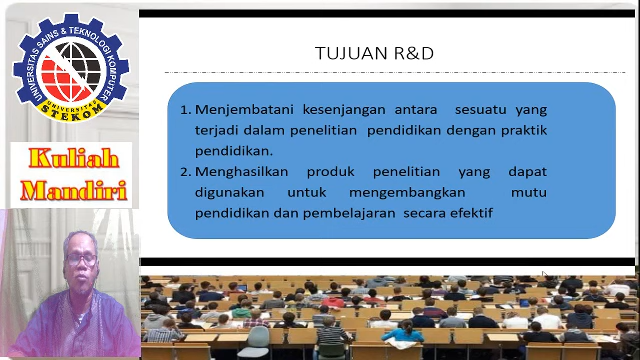 UNIVERSITAS SAINS & TEKNOLOGI KOMPUTER
UNIVERSITAS
STEKOM
Kuliah
Mandiri
TUJUAN R&D
1. Menjembatani kesenjangan antara sesuatu yang
terjadi dalam penelitian pendidikan dengan praktik
pendidikan.
2. Menghasilkan produk penelitian yang dapat
digunakan untuk mengembangkan mutu
pendidikan dan pembelajaran secara efektif